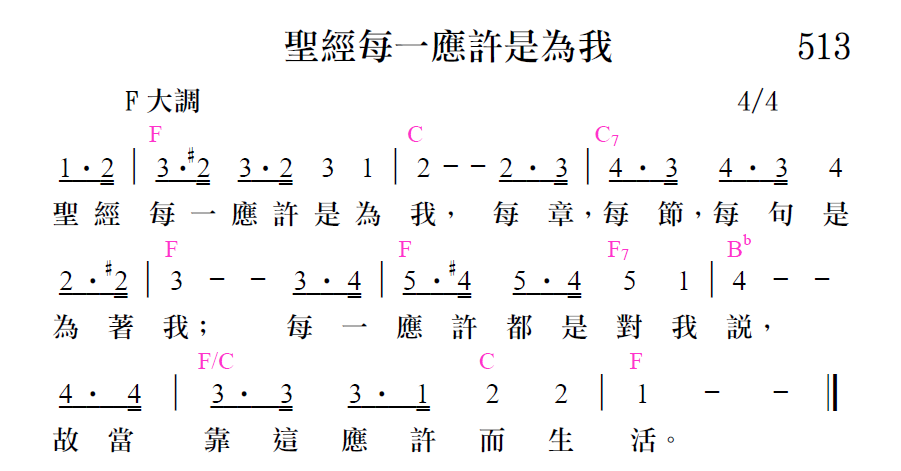 聖經每一應許是為我 513
F 大調 4/4
F C C7
1·2 | 3·#2 3·2 3 1 | 2 - - 2·3 | 4·3 4·3 4
聖經 每一應許是為 我, 每章,每節,每句是
F F F7 Bb
2·#2 | 3 - - 3·4 | 5·#4 5·4 5 1 | 4 - -
為著我; 每一應許都是對我說,
F/C C F
4·4 | 3·3 3·1 2 2 | 1 - - ‖
故當 靠這應許而生 活。